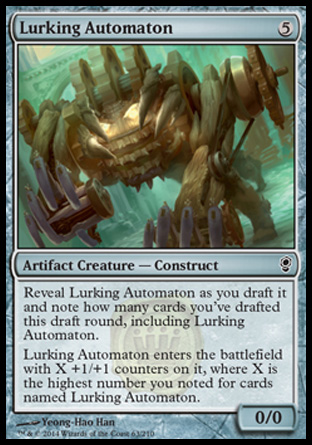 Lurking Automaton 5
Artifact Creature — Construct
Reveal Lurking Automaton as you draft it
and note how many cards you've drafted
this draft round, including Lurking
Automaton.
Lurking Automaton enters the battlefield
with X +1/+1 counters on it, where X is
the highest number you noted for cards
named Lurking Automaton.
0/0
Yeong-Hao Han
™ & © 2014 Wizards of the Coast 63/210